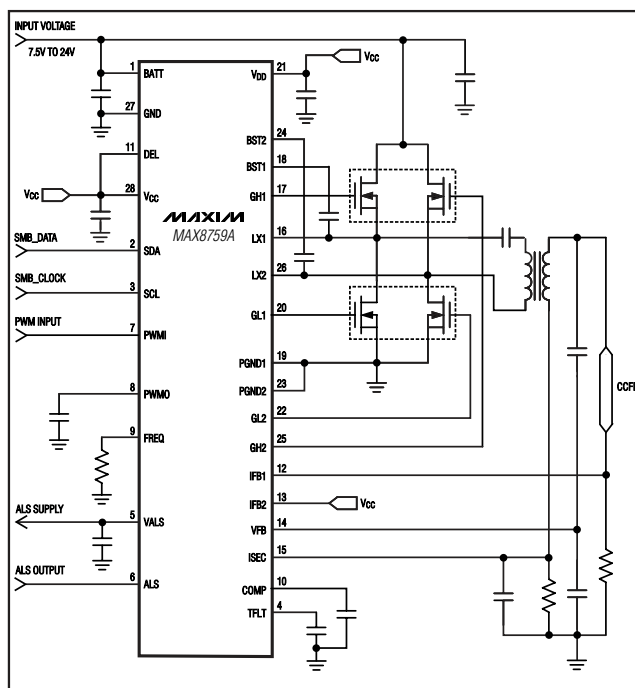 INPUT VOLTAGE
7.5V TO 24V
1 BATT
27 GND
11 DEL
VCC 28 VCC
SMB_DATA 2 SDA
SMB_CLOCK 3 SCL
PWM INPUT 7 PWMI
8 PWMO
9 FREQ
ALS SUPPLY 5 VALS
ALS OUTPUT 6 ALS
MAXIM
MAX8759A
VDD 21 VCC
BST2 24
BST1 18
GH1 17
LX1 16
LX2 26
GL1 20
PGND1 19
PGND2 23
GL2 22
GH2 25
IFB1 12
IFB2 13 VCC
VFB 14
ISEC 15
COMP 10
TFLT 4